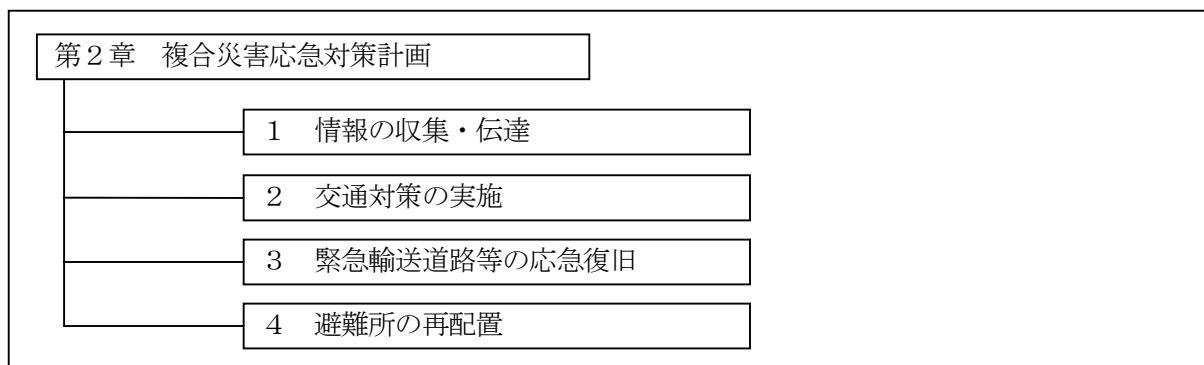 第２章　複合災害応急対策計画
１　情報の収集・伝達
２　交通対策の実施
３　緊急輸送道路等の応急復旧
４　避難所の再配置